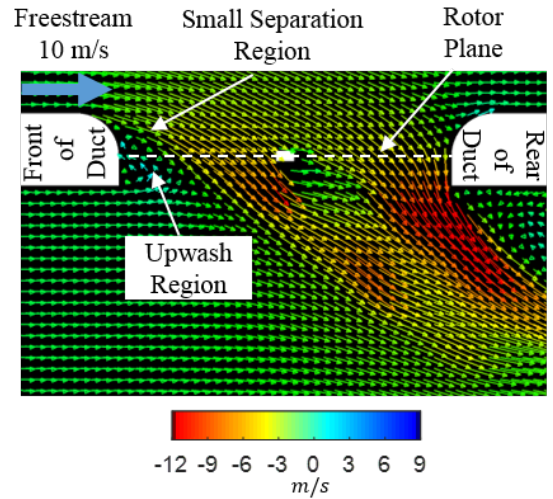 Freestream
10 m/s
Small Separation
Region
Rotor
Plane
Front
of
Duct
Duct
of
Rear
Upwash
Region
-12 -9 -6 -3 0 3 6 9
m/s